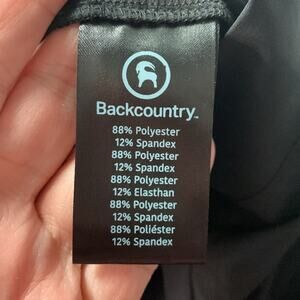 Backcountry™
88% Polyester
12% Spandex
88% Polyester
12% Spandex
88% Polyester
12% Elasthan
88% Polyester
12% Spandex
88% Poliéster
12% Spandex